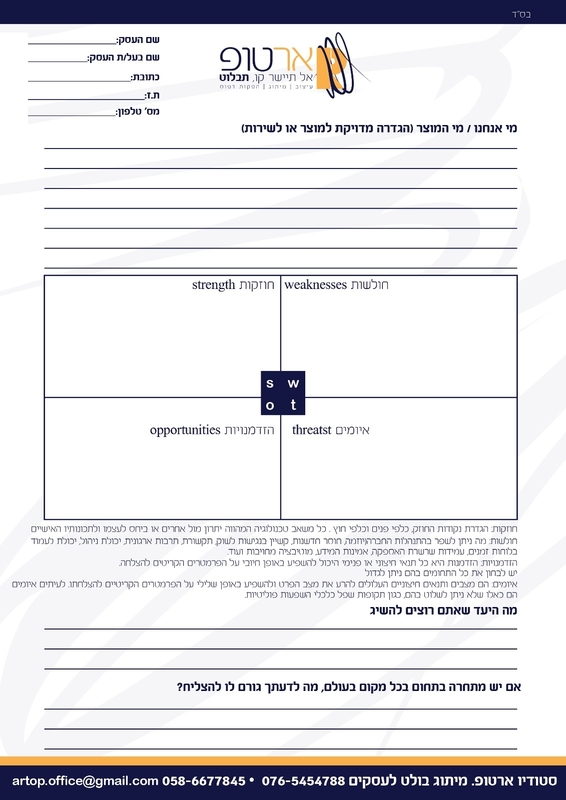 בס"ד
ארטופ
אל תיישר קו, תבלוט
עיצוב | מיתוג | הפקות דפוס
שם העסק:
שם בעל/ת העסק:
כתובת:
ת.ז:
מס' טלפון:
מי אנחנו / מי המוצר (הגדרה מדויקת למוצר או לשירות)
חוזקות strength
חולשות weaknesses
s w
o t
הזדמנויות opportunities
איומים threatst
חוזקות: הגדרת נקודות החוזק, כלפי פנים וכלפי חוץ . כל משאב טכנולוגיה המהווה יתרון מול אחרים או ביחס לעצמו ולתכונותיו האישיים
חולשות: מה ניתן לשפר בהתנהלות החברה\יוזמה, חוסר חדשנות, קשיין בנגישות לשוק, תקשורת, תרבות ארגונית, יכולת ניהול, יכולת לעמוד
בלוחות זמנים, עמידות שרשרת האספקה, אמינות המידע. מוטיבציה מחויבות ועוד.
הזדמנויות: הזדמנות היא כל תנאי חיצוני או פנימי היכול להשפיע באופן חיובי על הפרמטרים הקריטים להצלחה.
יש לבחון את כל התחומים בהם ניתן לגדול
איומים: הם מצבים ותנאים חיצוניים העלולים להרע את מצב הפרט ולהשפיע באופן שלילי על הפרמטרים הקריטיים להצלחתו. לעיתים איומים
הם כאלו שלא ניתן לשלוט בהם, כגון תקופות שפל כלכלי השפעות פוליטיות.
מה היעד שאתם רוצים להשיג
אם יש מתחרה בתחום בכל מקום בעולם, מה לדעתך גורם לו להצליח?
סטודיו ארטופ. מיתוג בולט לעסקים 076-5454788 • 058-6677845 artop.office@gmail.com